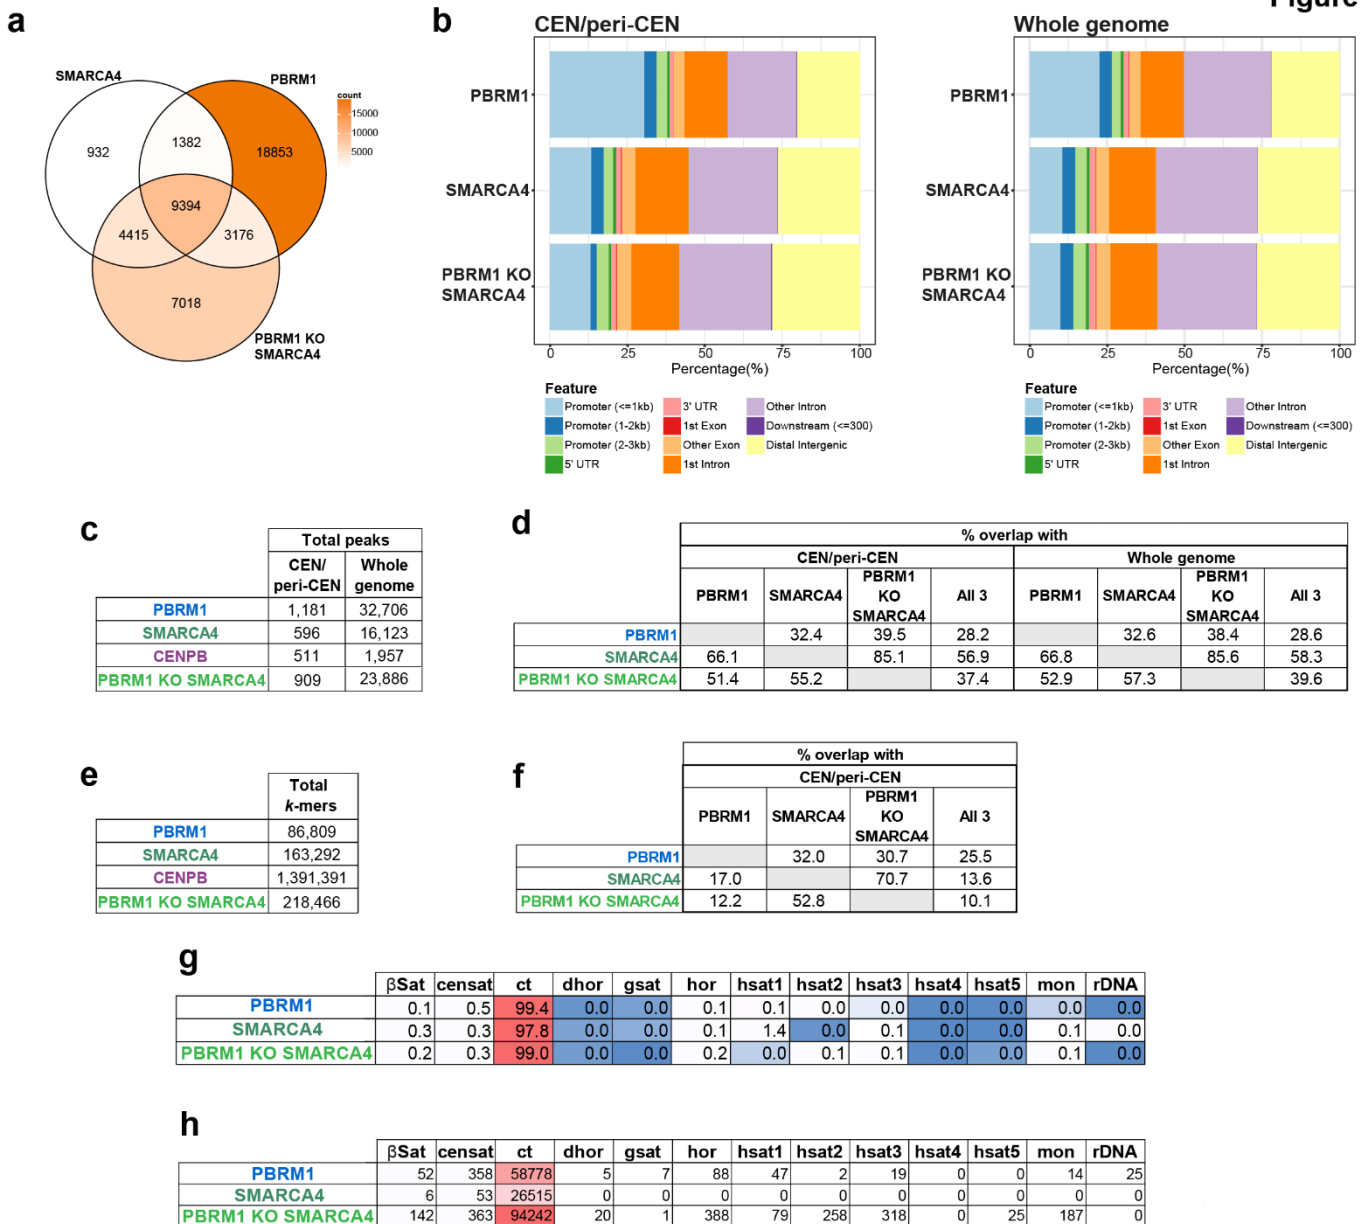 Figure
a
SMARCA4
PBRM1
932
1382
18853
9394
4415
3176
7018
PBRM1 KO
SMARCA4
count
15000
10000
5000
b
CEN/peri-CEN
PBRM1
SMARCA4
PBRM1 KO
SMARCA4
0 25 50 75 100
Percentage(%)
Feature
Promoter (<=1kb) 3' UTR Other Intron
Promoter (1-2kb) 1st Exon Downstream (<=300)
Promoter (2-3kb) Other Exon Distal Intergenic
5' UTR 1st Intron
Whole genome
PBRM1
SMARCA4
PBRM1 KO
SMARCA4
0 25 50 75 100
Percentage(%)
Feature
Promoter (<=1kb) 3' UTR Other Intron
Promoter (1-2kb) 1st Exon Downstream (<=300)
Promoter (2-3kb) Other Exon Distal Intergenic
5' UTR 1st Intron
c
Total peaks
CEN/ Whole
peri-CEN genome
PBRM1 1,181 32,706
SMARCA4 596 16,123
CENPB 511 1,957
PBRM1 KO SMARCA4 909 23,886
d
% overlap with
CEN/peri-CEN Whole genome
PBRM1 SMARCA4 PBRM1 KO SMARCA4 All 3 PBRM1 SMARCA4 PBRM1 KO SMARCA4 All 3
PBRM1 32.4 39.5 28.2 32.6 38.4 28.6
SMARCA4 66.1 85.1 56.9 66.8 85.6 58.3
PBRM1 KO SMARCA4 51.4 55.2 37.4 52.9 57.3 39.6
e
Total
k-mers
PBRM1 86,809
SMARCA4 163,292
CENPB 1,391,391
PBRM1 KO SMARCA4 218,466
f
% overlap with
CEN/peri-CEN
PBRM1 SMARCA4 PBRM1 KO SMARCA4 All 3
PBRM1 32.0 30.7 25.5
SMARCA4 17.0 70.7 13.6
PBRM1 KO SMARCA4 12.2 52.8 10.1
g
βSat censat ct dhor gsat hor hsat1 hsat2 hsat3 hsat4 hsat5 mon rDNA
PBRM1 0.1 0.5 99.4 0.0 0.0 0.1 0.1 0.0 0.0 0.0 0.0 0.0 0.0
SMARCA4 0.3 0.3 97.8 0.0 0.0 0.1 1.4 0.0 0.1 0.0 0.0 0.1 0.0
PBRM1 KO SMARCA4 0.2 0.3 99.0 0.0 0.0 0.2 0.0 0.1 0.1 0.0 0.0 0.1 0.0
h
βSat censat ct dhor gsat hor hsat1 hsat2 hsat3 hsat4 hsat5 mon rDNA
PBRM1 52 358 58778 5 7 88 47 2 19 0 0 14 25
SMARCA4 6 53 26515 0 0 0 0 0 0 0 0 0 0
PBRM1 KO SMARCA4 142 363 94242 20 1 388 79 258 318 0 25 187 0